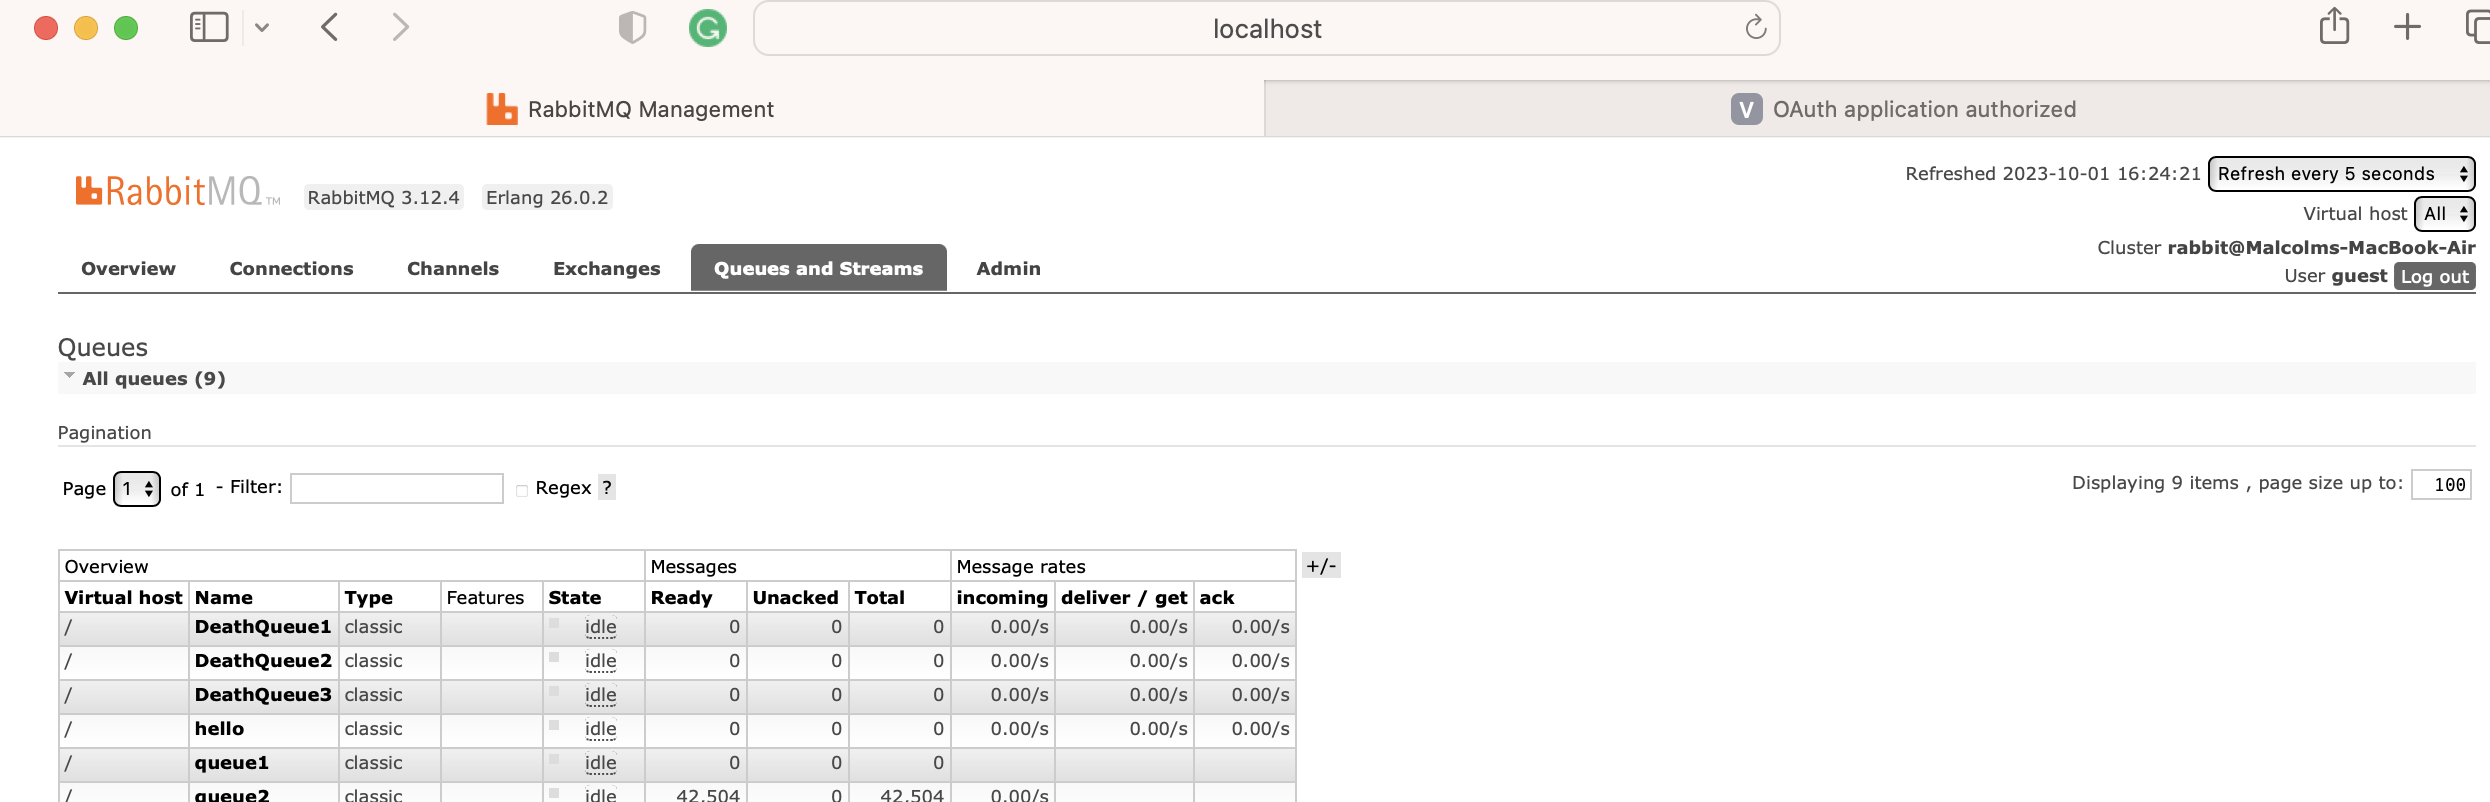 localhost
RabbitMQ Management
V OAuth application authorized
RabbitMQ TM RabbitMQ 3.12.4 Erlang 26.0.2
Refreshed 2023-10-01 16:24:21 Refresh every 5 seconds
Virtual host All
Cluster rabbit@Malcolms-MacBook-Air
User guest Log out
Overview Connections Channels Exchanges Queues and Streams Admin
Queues
All queues (9)
Pagination
Page 1 of 1 - Filter: Regex ? Displaying 9 items , page size up to: 100
Overview Messages Message rates +/-
Virtual host Name Type Features State Ready Unacked Total incoming deliver / get ack
/ DeathQueue1 classic idle 0 0 0 0.00/s 0.00/s 0.00/s
/ DeathQueue2 classic idle 0 0 0 0.00/s 0.00/s 0.00/s
/ DeathQueue3 classic idle 0 0 0 0.00/s 0.00/s 0.00/s
/ hello classic idle 0 0 0 0.00/s 0.00/s 0.00/s
/ queue1 classic idle 0 0 0
/ queue2 classic idle 42,504 0 42,504 0.00/s